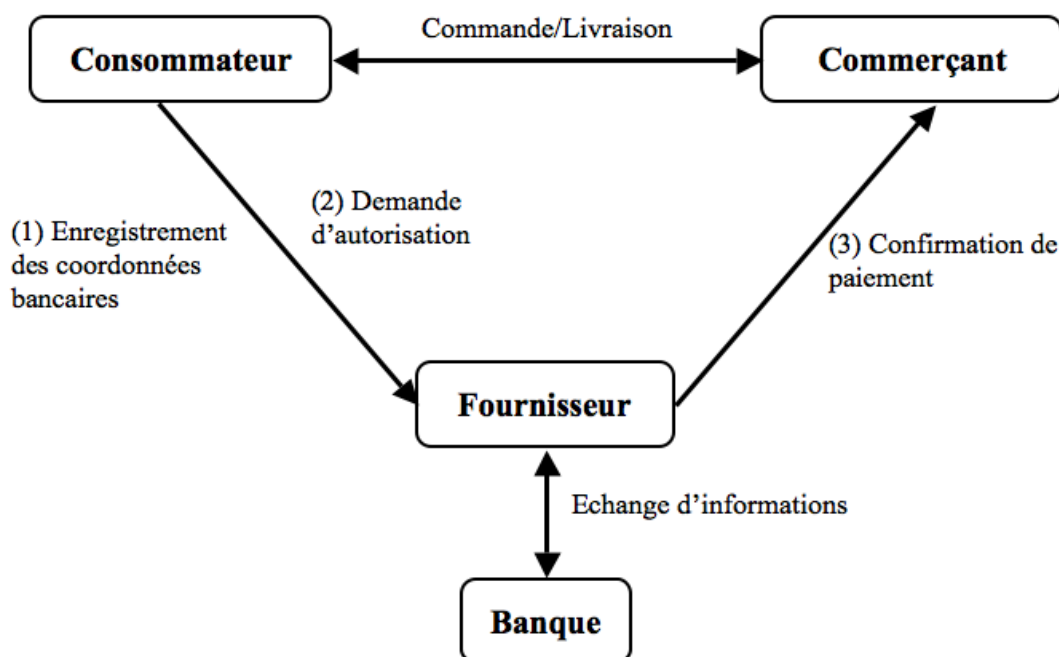 Commande/Livraison
Consommateur
Commerçant
(1) Enregistrement
des coordonnées
bancaires
(2) Demande
d’autorisation
(3) Confirmation de
paiement
Fournisseur
Echange d’informations
Banque